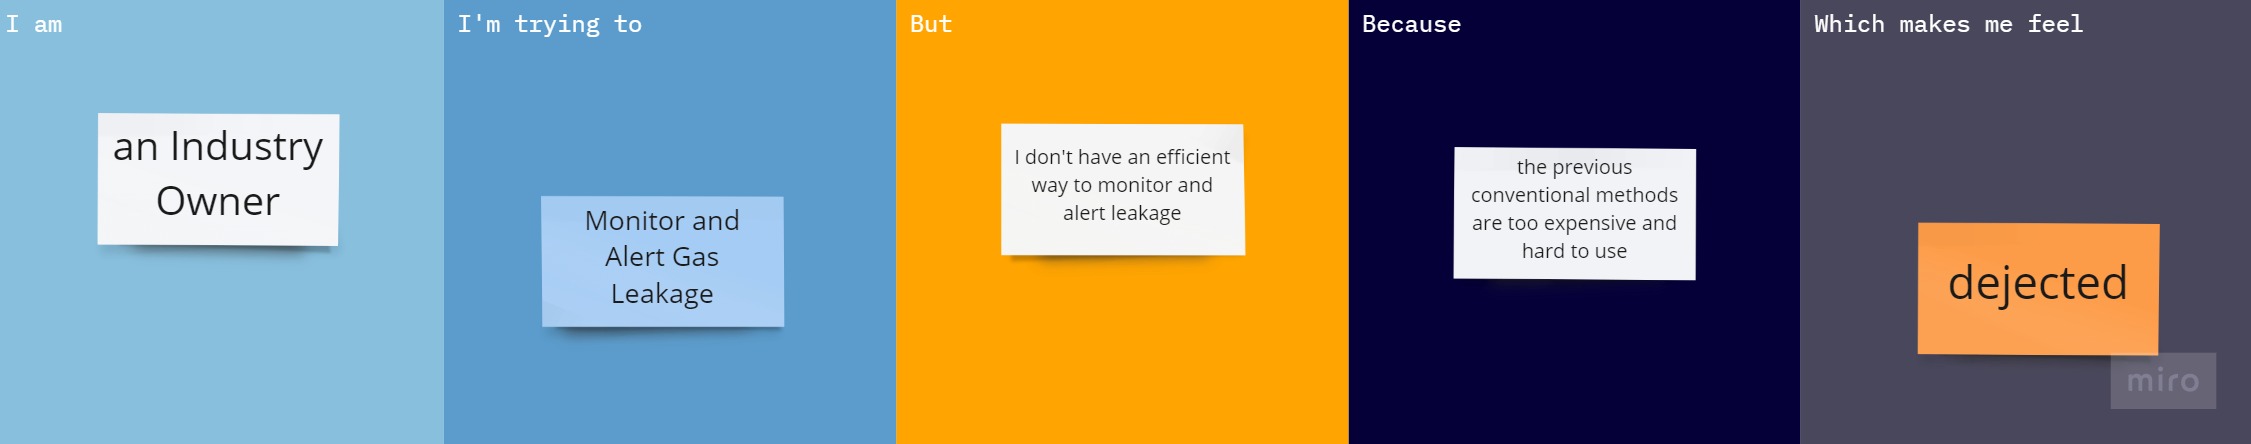 I am
an Industry
Owner
I'm trying to
Monitor and
Alert Gas
Leakage
But
I don't have an efficient
way to monitor and
alert leakage
Because
the previous
conventional methods
are too expensive and
hard to use
Which makes me feel
dejected
miro